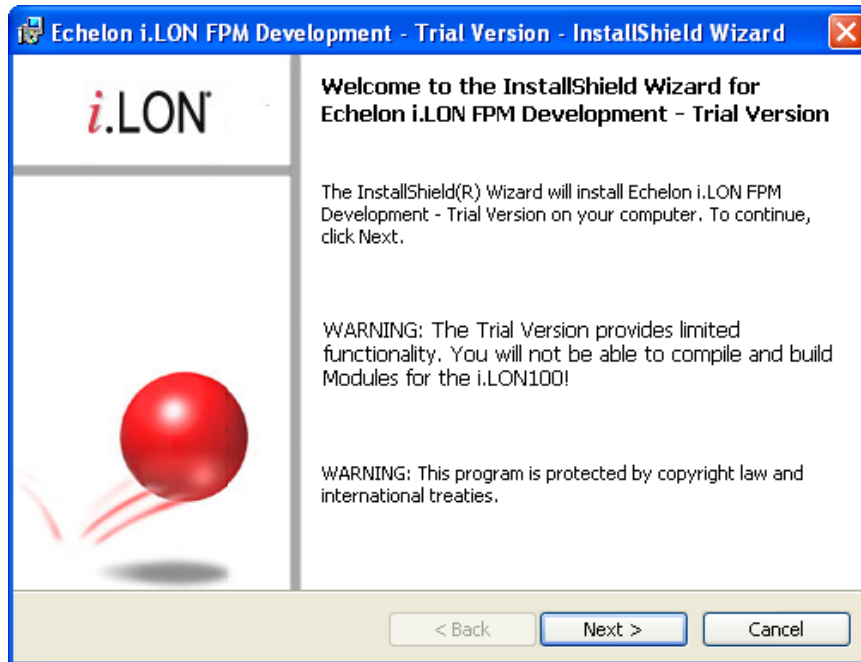 Echelon i.LON FPM Development - Trial Version - InstallShield Wizard
i.LON
Welcome to the InstallShield Wizard for
Echelon i.LON FPM Development - Trial Version
The InstallShield(R) Wizard will install Echelon i.LON FPM
Development - Trial Version on your computer. To continue,
click Next.
WARNING: The Trial Version provides limited
functionality. You will not be able to compile and build
Modules for the i.LON100!
WARNING: This program is protected by copyright law and
international treaties.
< Back
Next >
Cancel